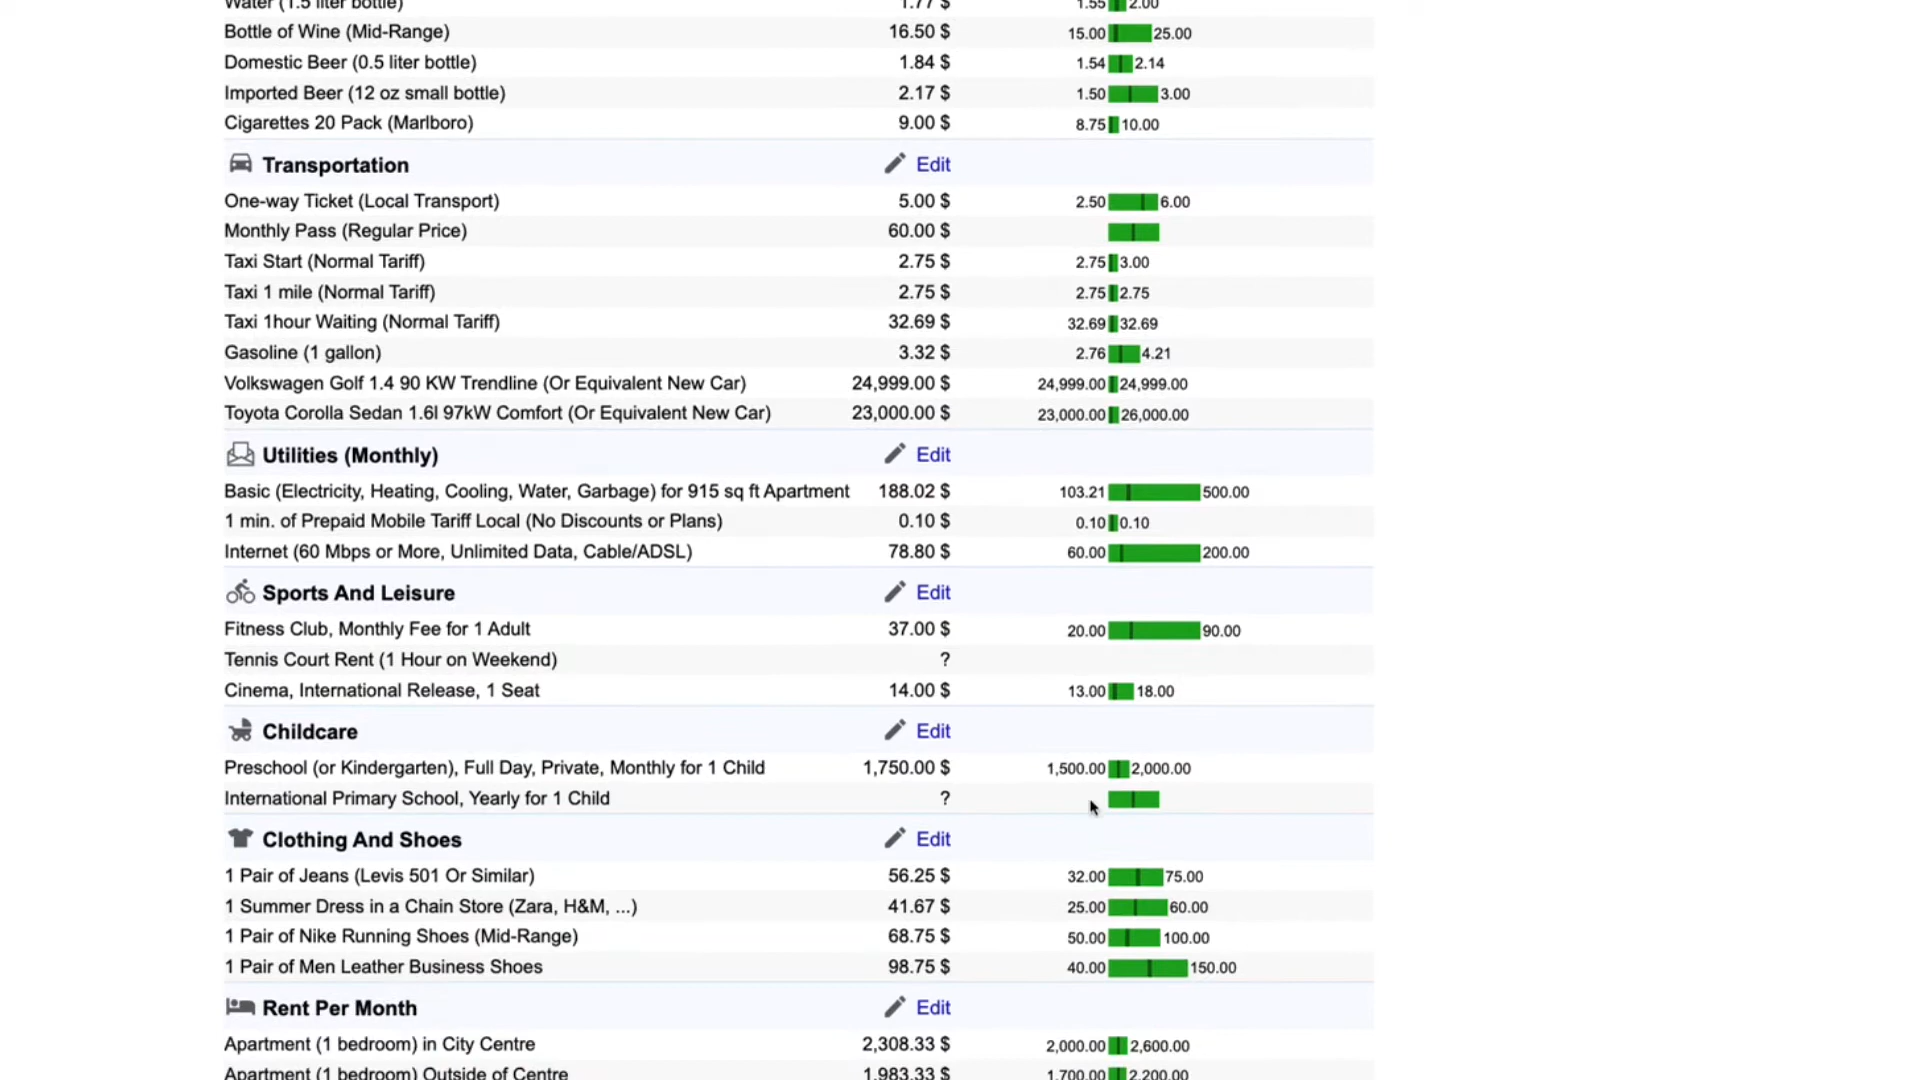 Water (1.5 liter bottle) 1.77 $ 1.55 2.00
Bottle of Wine (Mid-Range) 16.50 $ 15.00 25.00
Domestic Beer (0.5 liter bottle) 1.84 $ 1.54 2.14
Imported Beer (12 oz small bottle) 2.17 $ 1.50 3.00
Cigarettes 20 Pack (Marlboro) 9.00 $ 8.75 10.00
Transportation Edit
One-way Ticket (Local Transport) 5.00 $ 2.50 6.00
Monthly Pass (Regular Price) 60.00 $
Taxi Start (Normal Tariff) 2.75 $ 2.75 3.00
Taxi 1 mile (Normal Tariff) 2.75 $ 2.75 2.75
Taxi 1hour Waiting (Normal Tariff) 32.69 $ 32.69 32.69
Gasoline (1 gallon) 3.32 $ 2.76 4.21
Volkswagen Golf 1.4 90 KW Trendline (Or Equivalent New Car) 24,999.00 $ 24,999.00 24,999.00
Toyota Corolla Sedan 1.6l 97kW Comfort (Or Equivalent New Car) 23,000.00 $ 23,000.00 26,000.00
Utilities (Monthly) Edit
Basic (Electricity, Heating, Cooling, Water, Garbage) for 915 sq ft Apartment 188.02 $ 103.21 500.00
1 min. of Prepaid Mobile Tariff Local (No Discounts or Plans) 0.10 $ 0.10 0.10
Internet (60 Mbps or More, Unlimited Data, Cable/ADSL) 78.80 $ 60.00 200.00
Sports And Leisure Edit
Fitness Club, Monthly Fee for 1 Adult 37.00 $ 20.00 90.00
Tennis Court Rent (1 Hour on Weekend) ?
Cinema, International Release, 1 Seat 14.00 $ 13.00 18.00
Childcare Edit
Preschool (or Kindergarten), Full Day, Private, Monthly for 1 Child 1,750.00 $ 1,500.00 2,000.00
International Primary School, Yearly for 1 Child ?
Clothing And Shoes Edit
1 Pair of Jeans (Levis 501 Or Similar) 56.25 $ 32.00 75.00
1 Summer Dress in a Chain Store (Zara, H&M, ...) 41.67 $ 25.00 60.00
1 Pair of Nike Running Shoes (Mid-Range) 68.75 $ 50.00 100.00
1 Pair of Men Leather Business Shoes 98.75 $ 40.00 150.00
Rent Per Month Edit
Apartment (1 bedroom) in City Centre 2,308.33 $ 2,000.00 2,600.00
Apartment (1 bedroom) Outside of Centre 1,983.33 $ 1,700.00 2,200.00